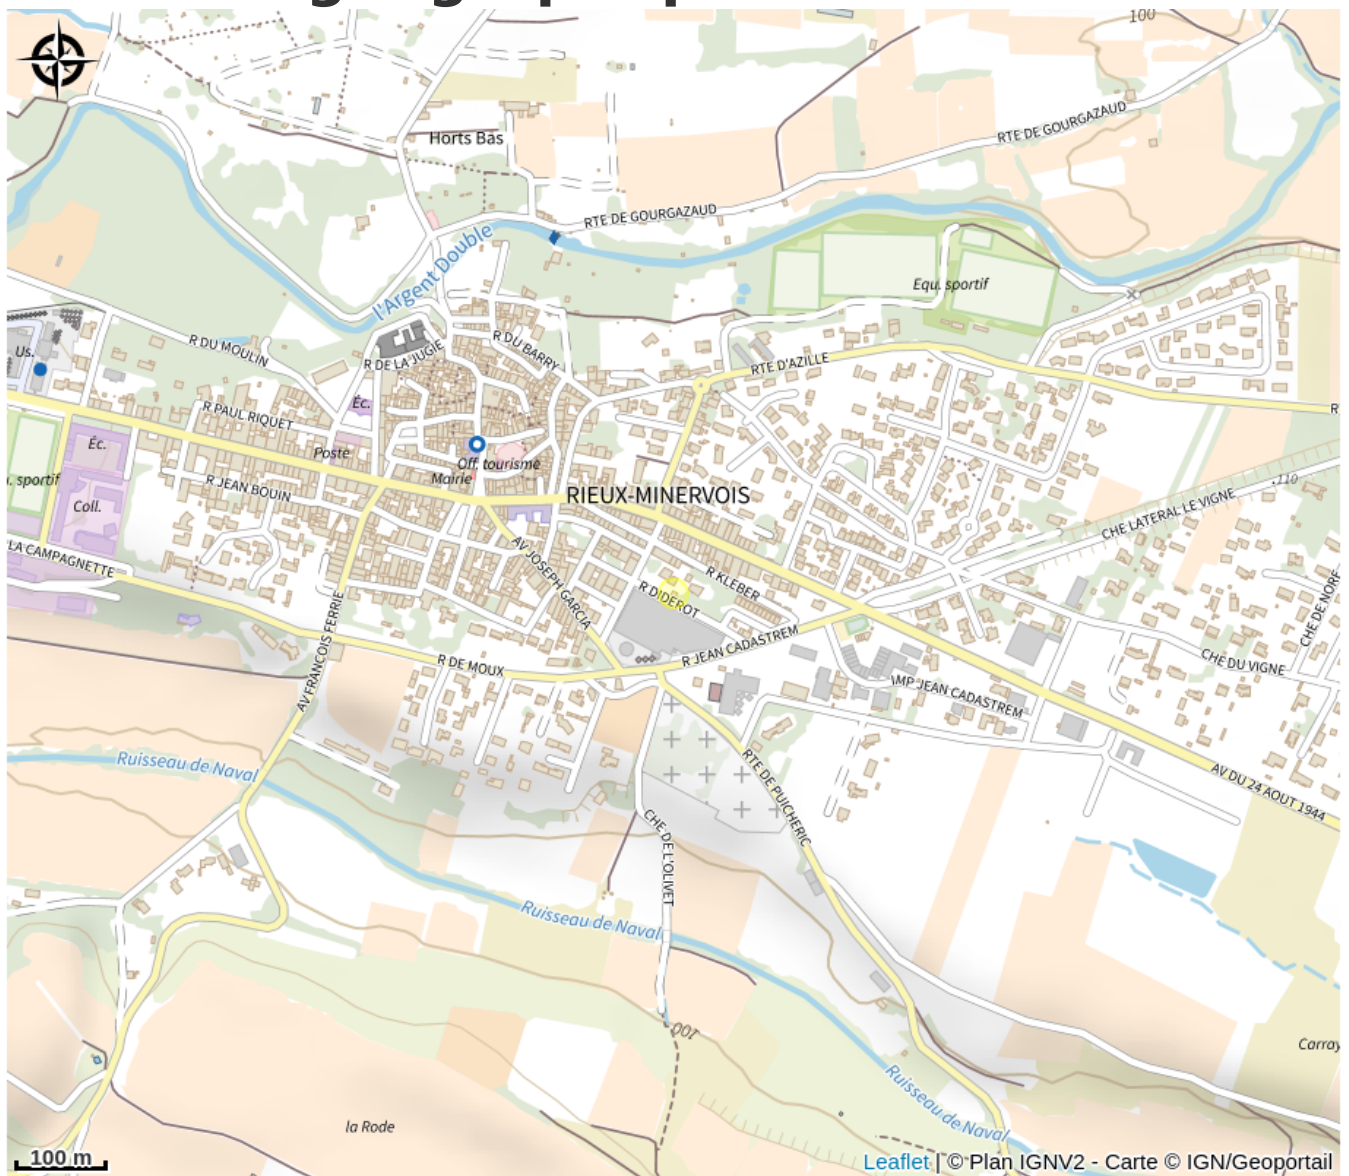 100
RTE DE GOURGAZAUD
Horts Bas
RTE DE GOURGAZAUD
l'Argent Double
Equ. sportif
R DU MOULIN
R DE LA JUGIE
R DU BARRY
Us.
RTE D'AZILLE
Éc.
R PAUL RIQUET
Éc.
Poste
Off. tourisme
Mairie
sportif
R JEAN BOUIN
Coll.
RIEUX-MINERVOIS
110
CHE LATERAL LE VIGNE
LA CAMPAGNETTE
AV JOSEPH GARCIA
R KLEBER
R DIDEROT
CHE DE NORE
AV FRANCOIS FERRIE
R JEAN CADASTREM
R DE MOUX
CHE DU VIGNE
IMP JEAN CADASTREM
Ruisseau de Naval
RTE DE PUICHERIC
AV DU 24 AOUT 1944
CHE DE L'OLIVET
Ruisseau de Naval
100
Carray
Ruisseau de Naval
la Rode
100 m
Leaflet | © Plan IGNV2 - Carte © IGN/Geoportail